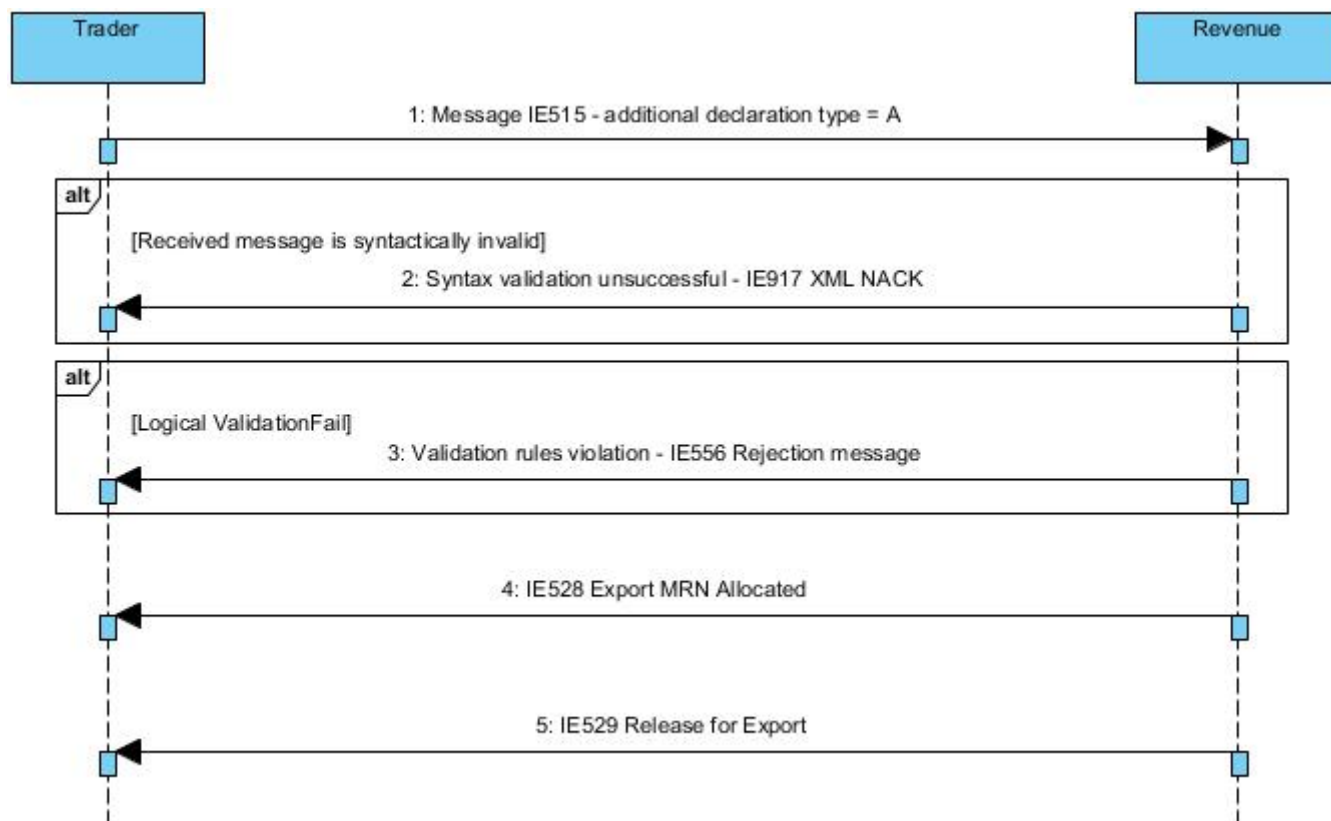 Trader
Revenue
1: Message IE515 - additional declaration type = A
alt
[Received message is syntactically invalid]
2: Syntax validation unsuccessful - IE917 XML NACK
alt
[Logical ValidationFail]
3: Validation rules violation - IE556 Rejection message
4: IE528 Export MRN Allocated
5: IE529 Release for Export